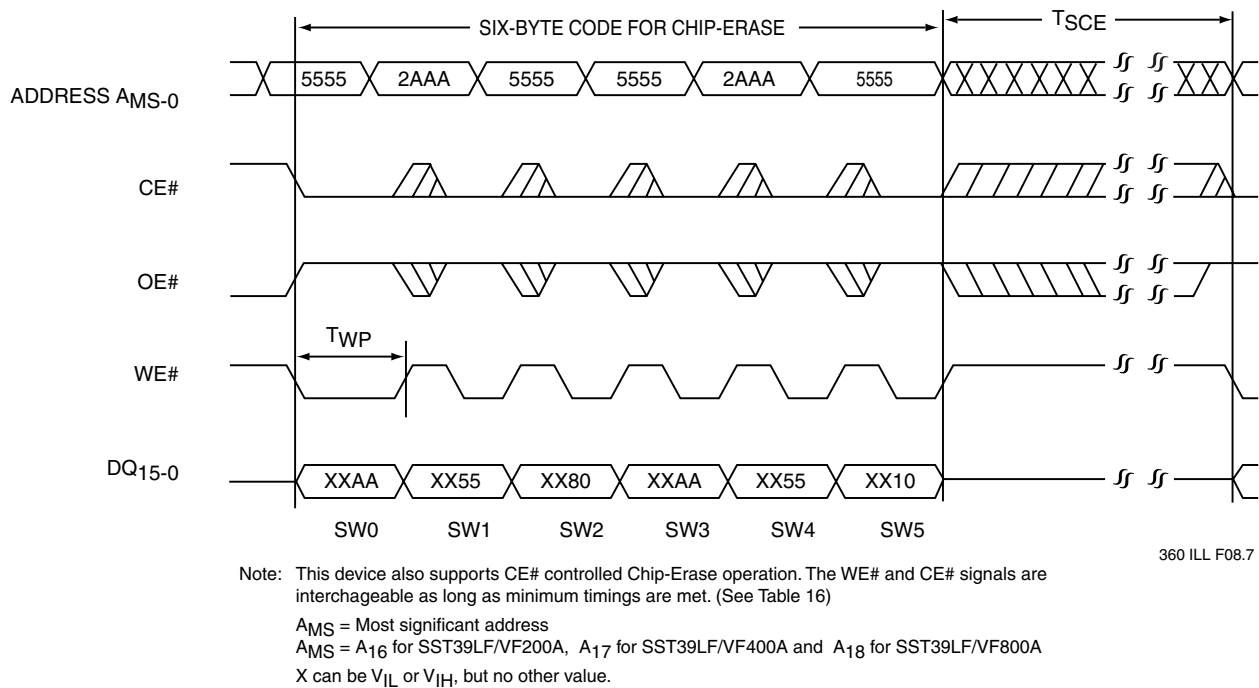 SIX-BYTE CODE FOR CHIP-ERASE
TSCE
ADDRESS AMS-0
5555 2AAA 5555 5555 2AAA 5555
CE#
OE#
TWP
WE#
DQ15-0
XXAA XX55 XX80 XXAA XX55 XX10
SW0 SW1 SW2 SW3 SW4 SW5
360 ILL F08.7
Note: This device also supports CE# controlled Chip-Erase operation. The WE# and CE# signals are
interchageable as long as minimum timings are met. (See Table 16)
AMS = Most significant address
AMS = A16 for SST39LF/VF200A, A17 for SST39LF/VF400A and A18 for SST39LF/VF800A
X can be VIL or VIH, but no other value.